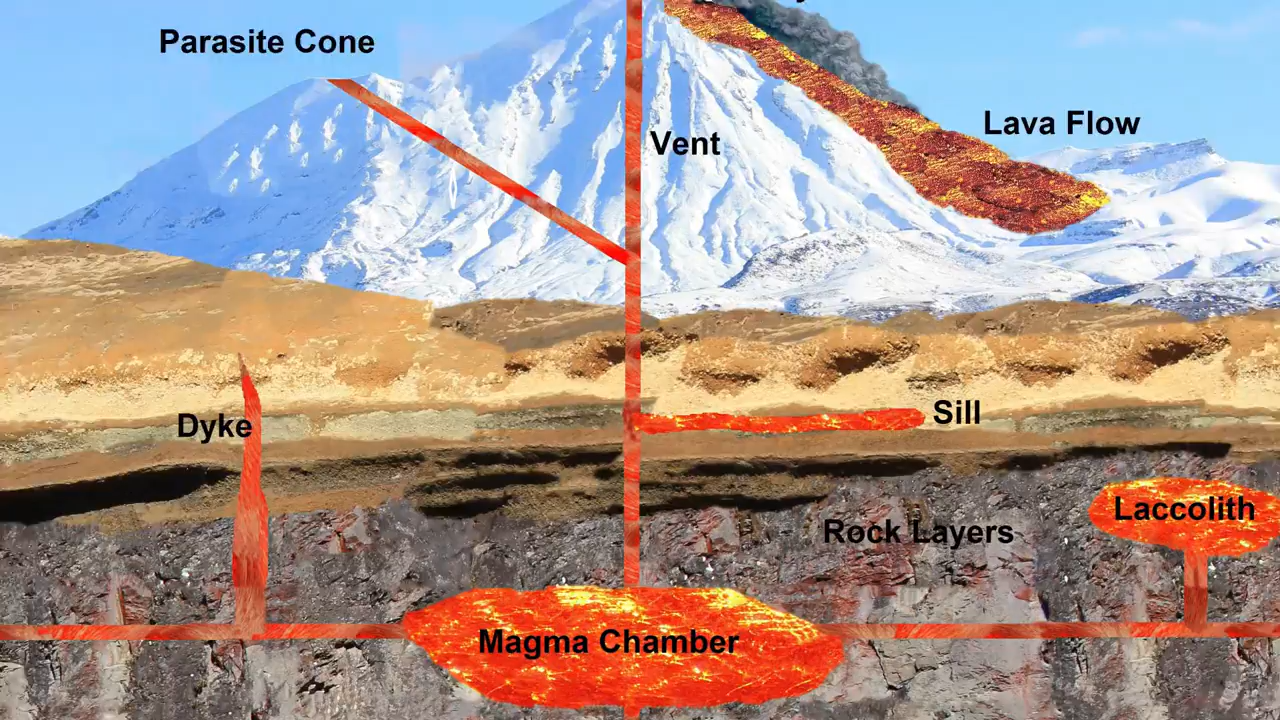 Parasite Cone
Lava Flow
Vent
Sill
Dyke
Laccolith
Rock Layers
Magma Chamber